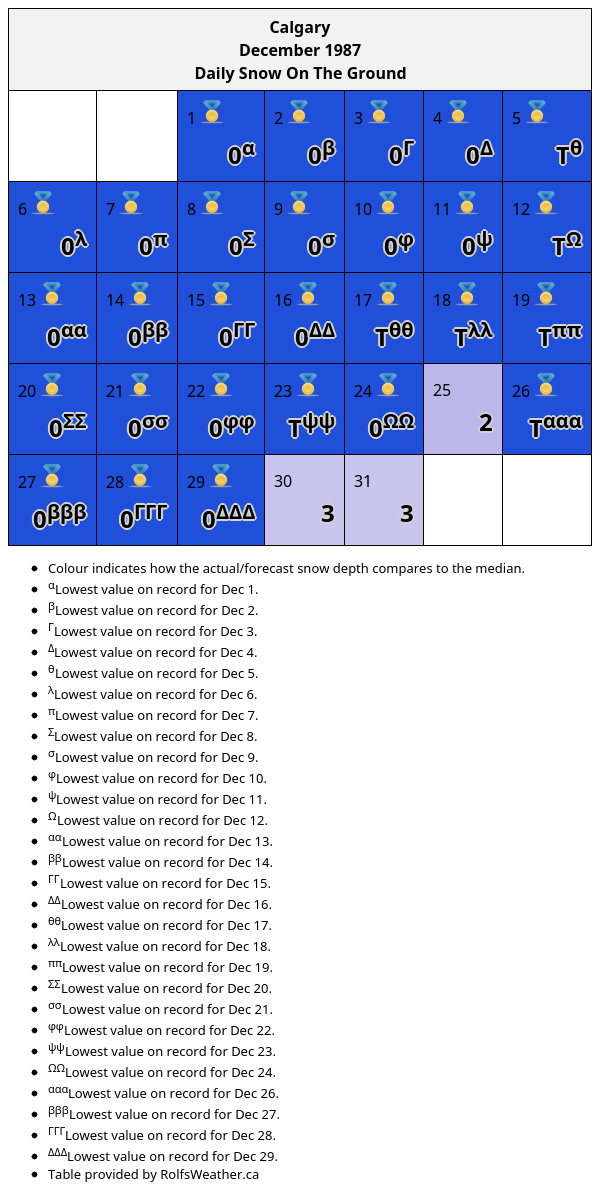 Calgary
December 1987
Daily Snow On The Ground
1 2 3 4 5
0α 0β 0Γ 0Δ Tθ
6 7 8 9 10 11 12
0λ 0π 0Σ 0σ 0φ 0ψ TΩ
13 14 15 16 17 18 19
0αα 0ββ 0ΓΓ 0ΔΔ Tθθ Tλλ Tππ
20 21 22 23 24 25 26
0ΣΣ 0σσ 0φφ Tψψ 0ΩΩ 2 Tααα
27 28 29 30 31
0βββ 0ΓΓΓ 0ΔΔΔ 3 3
• Colour indicates how the actual/forecast snow depth compares to the median.
• αLowest value on record for Dec 1.
• βLowest value on record for Dec 2.
• ΓLowest value on record for Dec 3.
• ΔLowest value on record for Dec 4.
• θLowest value on record for Dec 5.
• λLowest value on record for Dec 6.
• πLowest value on record for Dec 7.
• ΣLowest value on record for Dec 8.
• σLowest value on record for Dec 9.
• φLowest value on record for Dec 10.
• ψLowest value on record for Dec 11.
• ΩLowest value on record for Dec 12.
• ααLowest value on record for Dec 13.
• ββLowest value on record for Dec 14.
• ΓΓLowest value on record for Dec 15.
• ΔΔLowest value on record for Dec 16.
• θθLowest value on record for Dec 17.
• λλLowest value on record for Dec 18.
• ππLowest value on record for Dec 19.
• ΣΣLowest value on record for Dec 20.
• σσLowest value on record for Dec 21.
• φφLowest value on record for Dec 22.
• ψψLowest value on record for Dec 23.
• ΩΩLowest value on record for Dec 24.
• αααLowest value on record for Dec 26.
• βββLowest value on record for Dec 27.
• ΓΓΓLowest value on record for Dec 28.
• ΔΔΔLowest value on record for Dec 29.
• Table provided by RolfsWeather.ca